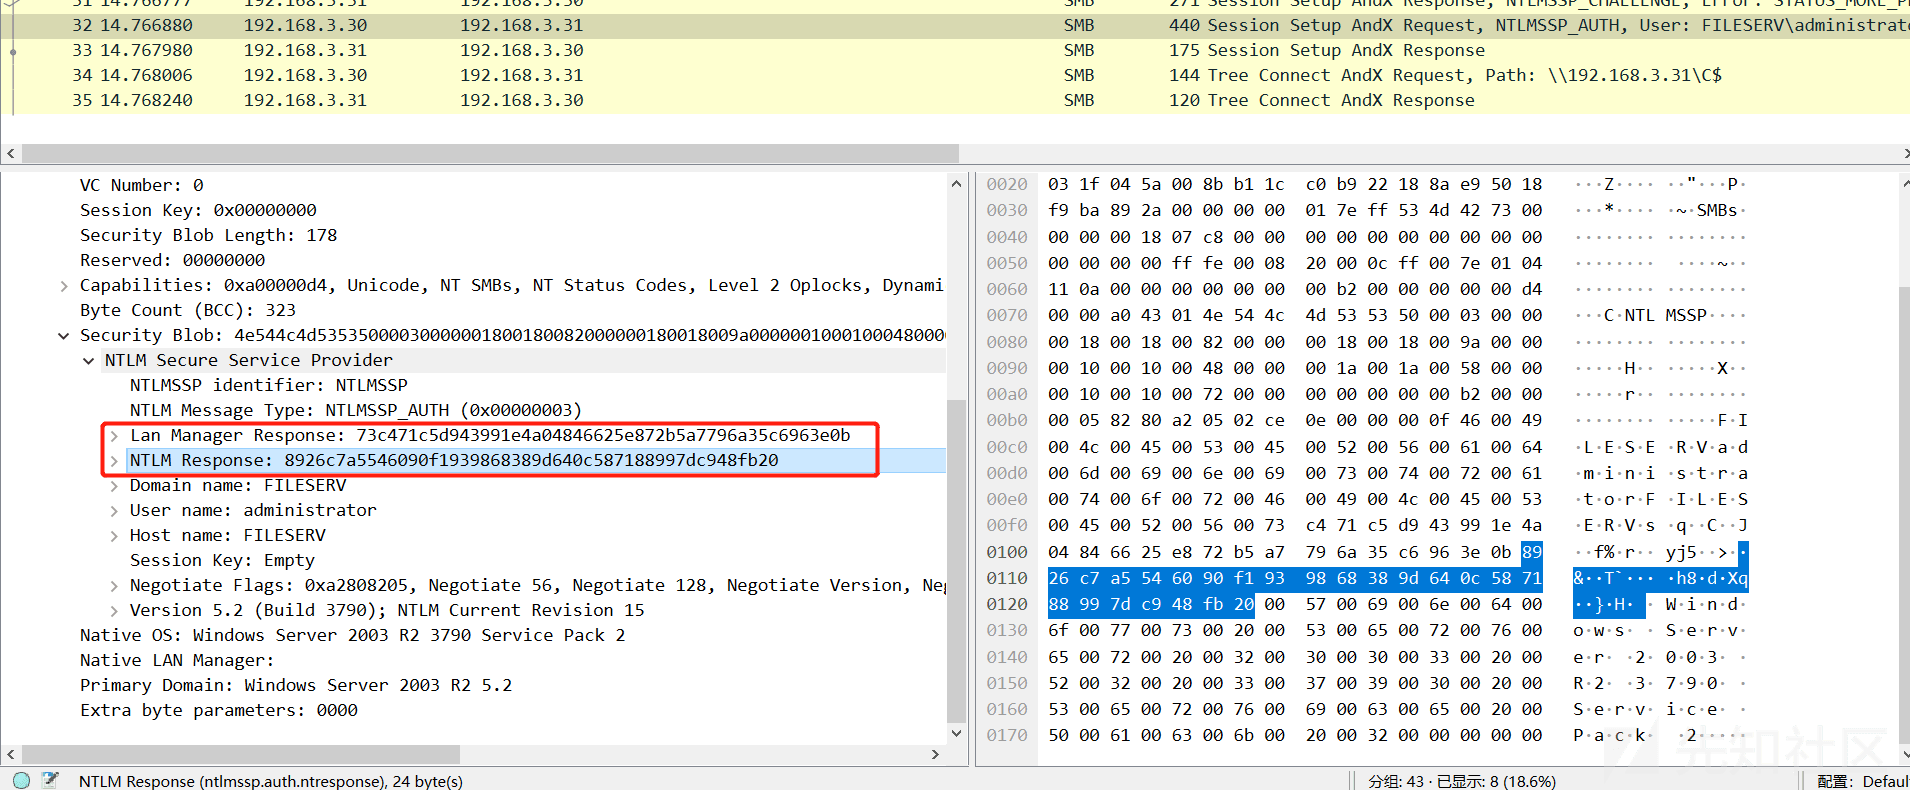 31 14.766777 192.168.3.31 192.168.3.30 SMB 271 Session Setup AndX Response, NTLMSSP_CHALLENGE, Error: STATUS_MORE_P
32 14.766880 192.168.3.30 192.168.3.31 SMB 440 Session Setup AndX Request, NTLMSSP_AUTH, User: FILESERV\administrato
33 14.767980 192.168.3.31 192.168.3.30 SMB 175 Session Setup AndX Response
34 14.768006 192.168.3.30 192.168.3.31 SMB 144 Tree Connect AndX Request, Path: \\192.168.3.31\C$
35 14.768240 192.168.3.31 192.168.3.30 SMB 120 Tree Connect AndX Response
VC Number: 0
Session Key: 0x00000000
Security Blob Length: 178
Reserved: 00000000
Capabilities: 0xa00000d4, Unicode, NT SMBs, NT Status Codes, Level 2 Oplocks, Dynami
Byte Count (BCC): 323
Security Blob: 4e544c4d53535000030000001800180082000000180018009a0000001000100048000
NTLM Secure Service Provider
NTLMSSP identifier: NTLMSSP
NTLM Message Type: NTLMSSP_AUTH (0x00000003)
Lan Manager Response: 73c471c5d943991e4a04846625e872b5a7796a35c6963e0b
NTLM Response: 8926c7a5546090f1939868389d640c587188997dc948fb20
Domain name: FILESERV
User name: administrator
Host name: FILESERV
Session Key: Empty
Negotiate Flags: 0xa2808205, Negotiate 56, Negotiate 128, Negotiate Version, Neg
Version 5.2 (Build 3790); NTLM Current Revision 15
Native OS: Windows Server 2003 R2 3790 Service Pack 2
Native LAN Manager:
Primary Domain: Windows Server 2003 R2 5.2
Extra byte parameters: 0000
0020 03 1f 04 5a 00 8b b1 1c c0 b9 22 18 8a e9 50 18 ···Z···· ··"···P·
0030 f9 ba 89 2a 00 00 00 00 01 7e ff 53 4d 42 73 00 ···*···· ·~·SMBs·
0040 00 00 00 18 07 c8 00 00 00 00 00 00 00 00 00 00 ········ ········
0050 00 00 00 00 ff fe 00 08 20 00 0c ff 00 7e 01 04 ········ ····~··
0060 11 0a 00 00 00 00 00 00 00 b2 00 00 00 00 00 d4 ········ ········
0070 00 00 a0 43 01 4e 54 4c 4d 53 53 50 00 03 00 00 ···C·NTL MSSP····
0080 00 18 00 18 00 82 00 00 00 18 00 18 00 9a 00 00 ········ ········
0090 00 10 00 10 00 48 00 00 00 1a 00 1a 00 58 00 00 ·····H·· ·····X··
00a0 00 10 00 10 00 72 00 00 00 00 00 00 00 b2 00 00 ·····r·· ········
00b0 00 05 82 80 a2 05 02 ce 0e 00 00 00 0f 46 00 49 ········ ·····F·I
00c0 00 4c 00 45 00 53 00 45 00 52 00 56 00 61 00 64 ·L·E·S·E ·R·V·a·d
00d0 00 6d 00 69 00 6e 00 69 00 73 00 74 00 72 00 61 ·m·i·n·i ·s·t·r·a
00e0 00 74 00 6f 00 72 00 46 00 49 00 4c 00 45 00 53 ·t·o·r·F ·I·L·E·S
00f0 00 45 00 52 00 56 00 73 c4 71 c5 d9 43 99 1e 4a ·E·R·V·s ·q··C··J
0100 04 84 66 25 e8 72 b5 a7 79 6a 35 c6 96 3e 0b 89 ··f%·r·· yj5··>··
0110 26 c7 a5 54 60 90 f1 93 98 68 38 9d 64 0c 58 71 &··T`··· ·h8·d·Xq
0120 88 99 7d c9 48 fb 20 00 57 00 69 00 6e 00 64 00 ··}·H· · W·i·n·d·
0130 6f 00 77 00 73 00 20 00 53 00 65 00 72 00 76 00 o·w·s· · S·e·r·v·
0140 65 00 72 00 20 00 32 00 30 00 30 00 33 00 20 00 e·r· ·2· 0·0·3· ·
0150 52 00 32 00 20 00 33 00 37 00 39 00 30 00 20 00 R·2· ·3· 7·9·0· ·
0160 53 00 65 00 72 00 76 00 69 00 63 00 65 00 20 00 S·e·r·v· i·c·e· ·
0170 50 00 61 00 63 00 6b 00 20 00 32 00 00 00 00 00 P·a·c·k· ·2·····
先知社区
NTLM Response (ntlmssp.auth.ntresponse), 24 byte(s)
分组: 43 · 已显示: 8 (18.6%)
配置: Defaul